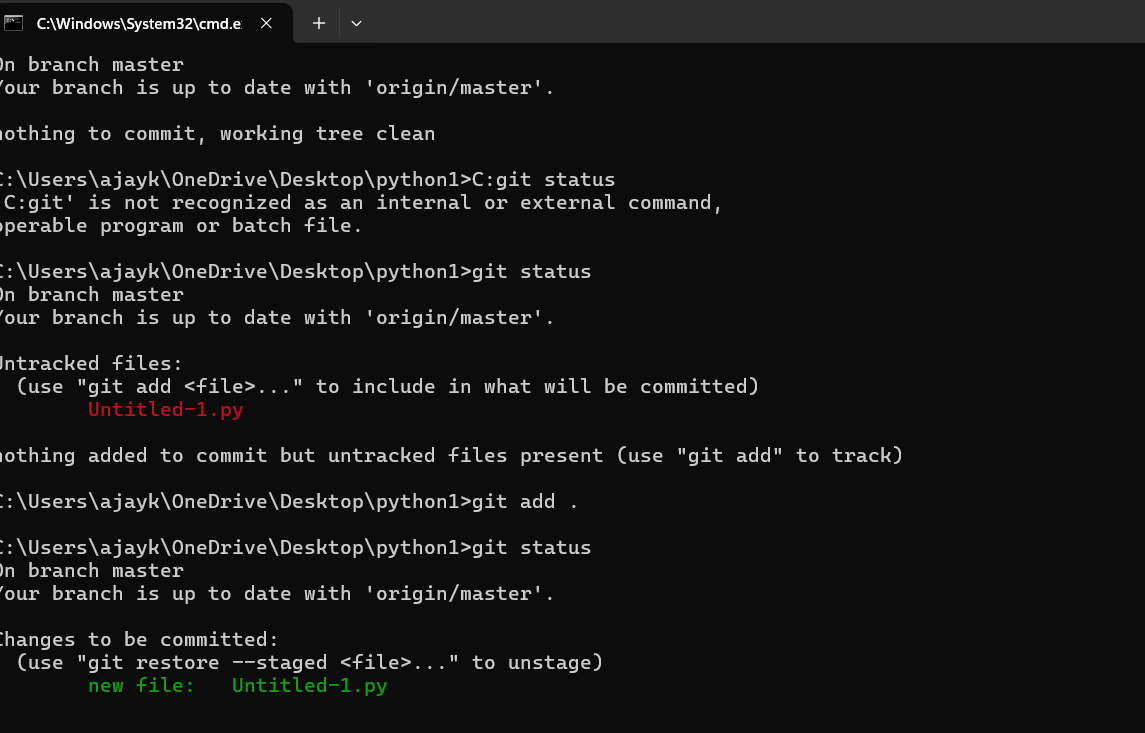 C:\Windows\System32\cmd.e
On branch master
Your branch is up to date with 'origin/master'.
nothing to commit, working tree clean
C:\Users\ajayk\OneDrive\Desktop\python1>C:git status
'C:git' is not recognized as an internal or external command,
operable program or batch file.
C:\Users\ajayk\OneDrive\Desktop\python1>git status
On branch master
Your branch is up to date with 'origin/master'.
Untracked files:
  (use "git add <file>..." to include in what will be committed)
        Untitled-1.py
nothing added to commit but untracked files present (use "git add" to track)
C:\Users\ajayk\OneDrive\Desktop\python1>git add .
C:\Users\ajayk\OneDrive\Desktop\python1>git status
On branch master
Your branch is up to date with 'origin/master'.
Changes to be committed:
  (use "git restore --staged <file>..." to unstage)
        new file:   Untitled-1.py